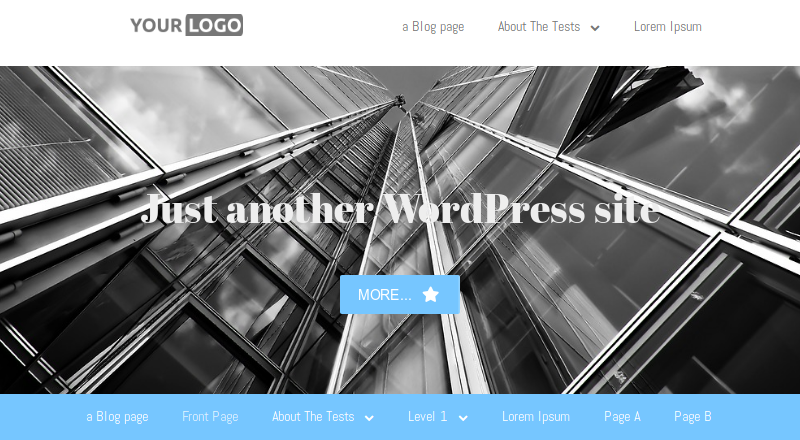 YOUR LOGO
a Blog page About The Tests Lorem Ipsum
Just another WordPress site
MORE...
a Blog page Front Page About The Tests Level 1 Lorem Ipsum Page A Page B